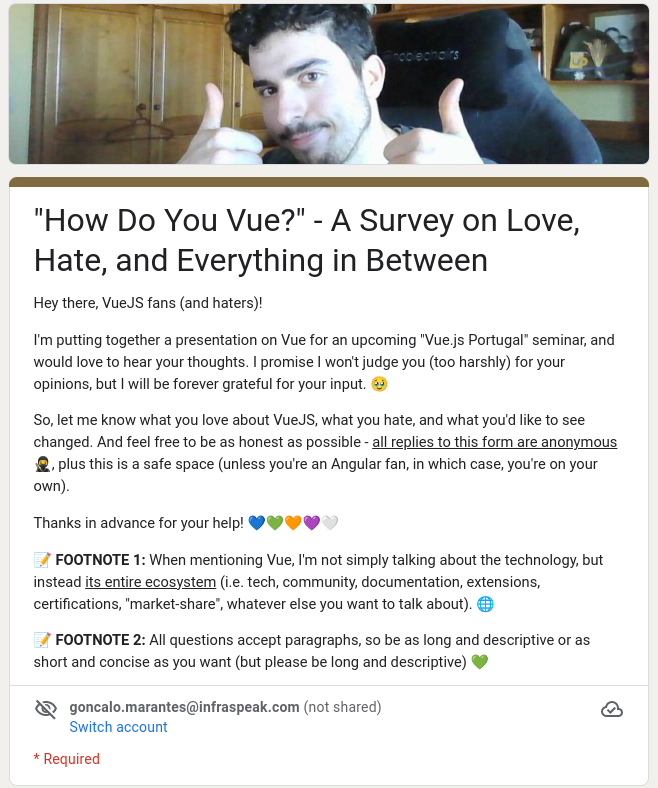 noblechairs
"How Do You Vue?" - A Survey on Love,
Hate, and Everything in Between
Hey there, VueJS fans (and haters)!
I'm putting together a presentation on Vue for an upcoming "Vue.js Portugal" seminar, and
would love to hear your thoughts. I promise I won't judge you (too harshly) for your
opinions, but I will be forever grateful for your input. 🥹
So, let me know what you love about VueJS, what you hate, and what you'd like to see
changed. And feel free to be as honest as possible - all replies to this form are anonymous
🥷, plus this is a safe space (unless you're an Angular fan, in which case, you're on your
own).
Thanks in advance for your help! 💙💚🧡💜🤍
📝 FOOTNOTE 1: When mentioning Vue, I'm not simply talking about the technology, but
instead its entire ecosystem (i.e. tech, community, documentation, extensions,
certifications, "market-share", whatever else you want to talk about). 🌐
📝 FOOTNOTE 2: All questions accept paragraphs, so be as long and descriptive or as
short and concise as you want (but please be long and descriptive) 💚
goncalo.marantes@infraspeak.com (not shared)
Switch account
* Required